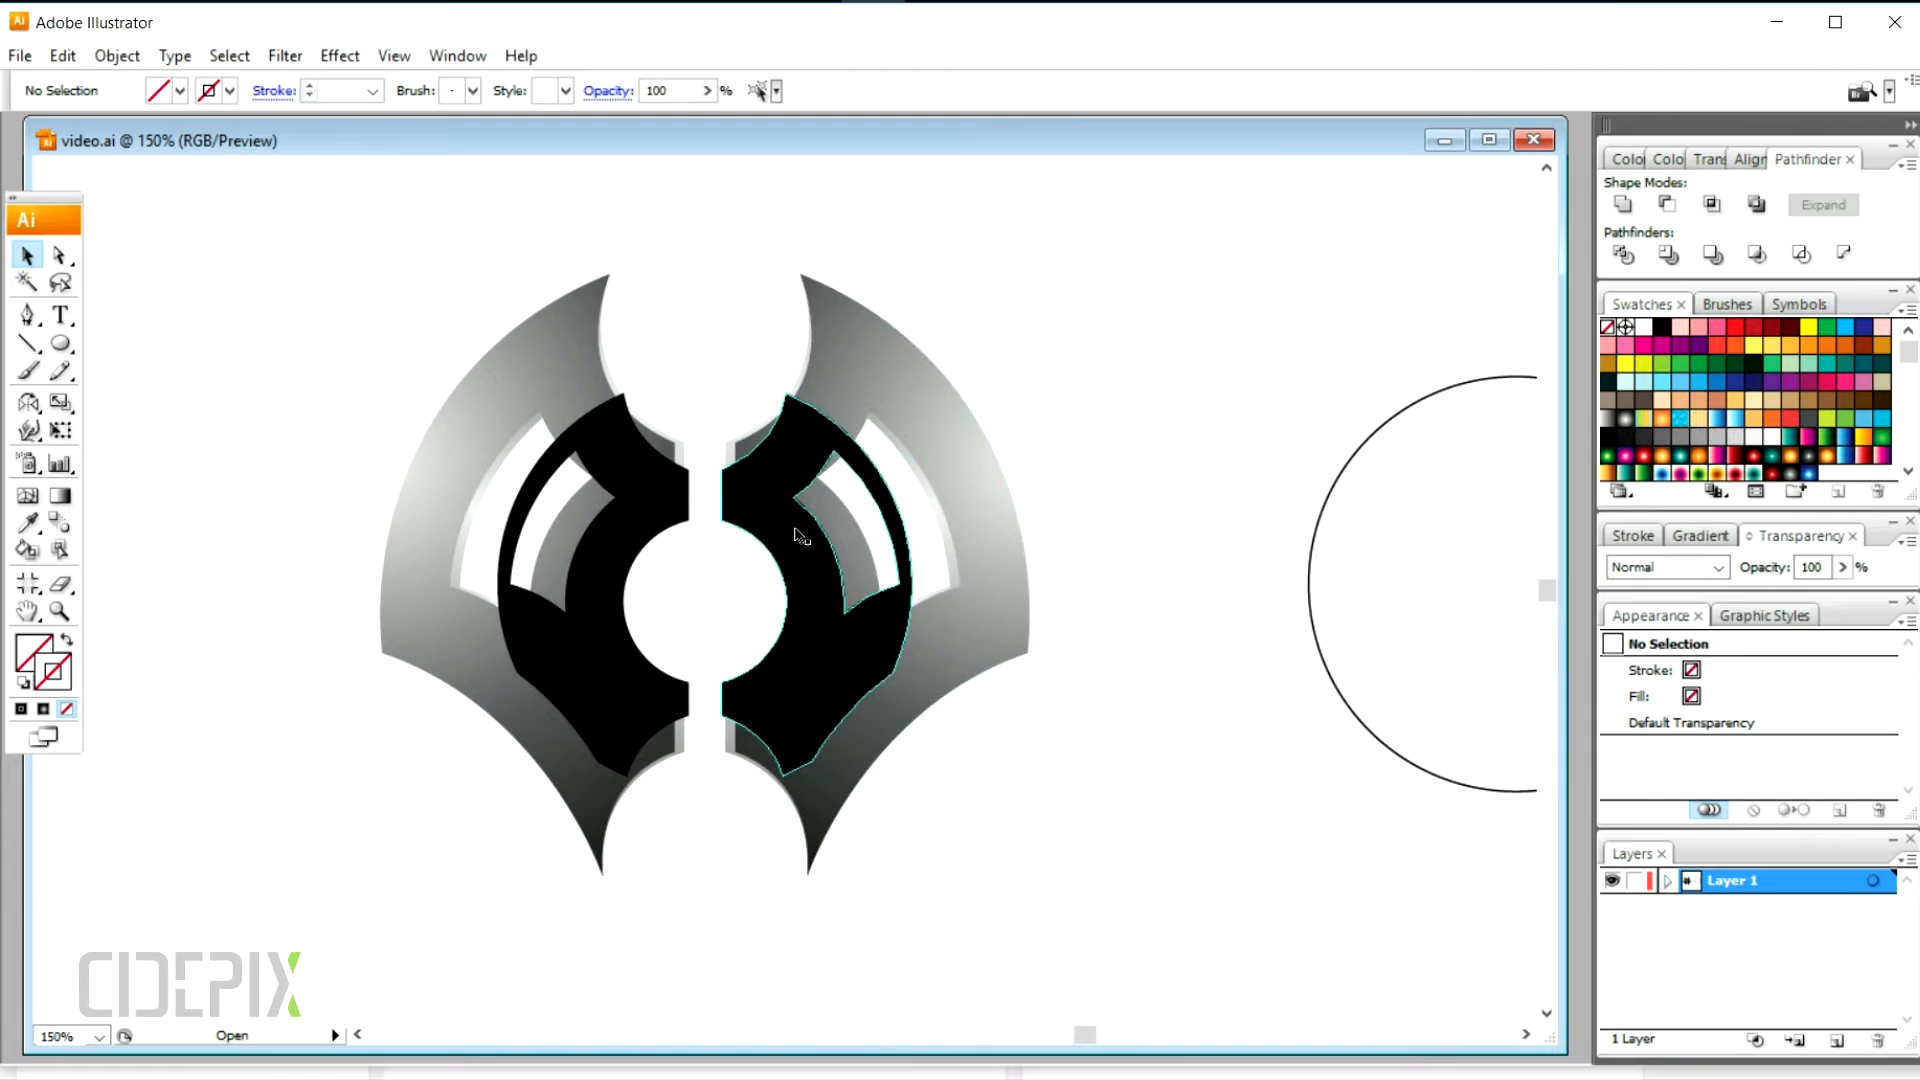 Ai Adobe Illustrator
File Edit Object Type Select Filter Effect View Window Help
No Selection Stroke: Brush: Style: Opacity: 100 %
video.ai @ 150% (RGB/Preview)
Ai
Colo Colo Trans Align Pathfinder
Shape Modes:
Expand
Pathfinders:
Swatches Brushes Symbols
Stroke Gradient Transparency
Normal Opacity: 100 %
Appearance Graphic Styles
No Selection
Stroke:
Fill:
Default Transparency
Layers
Layer 1
1 Layer
CIDEPIX
150% Open